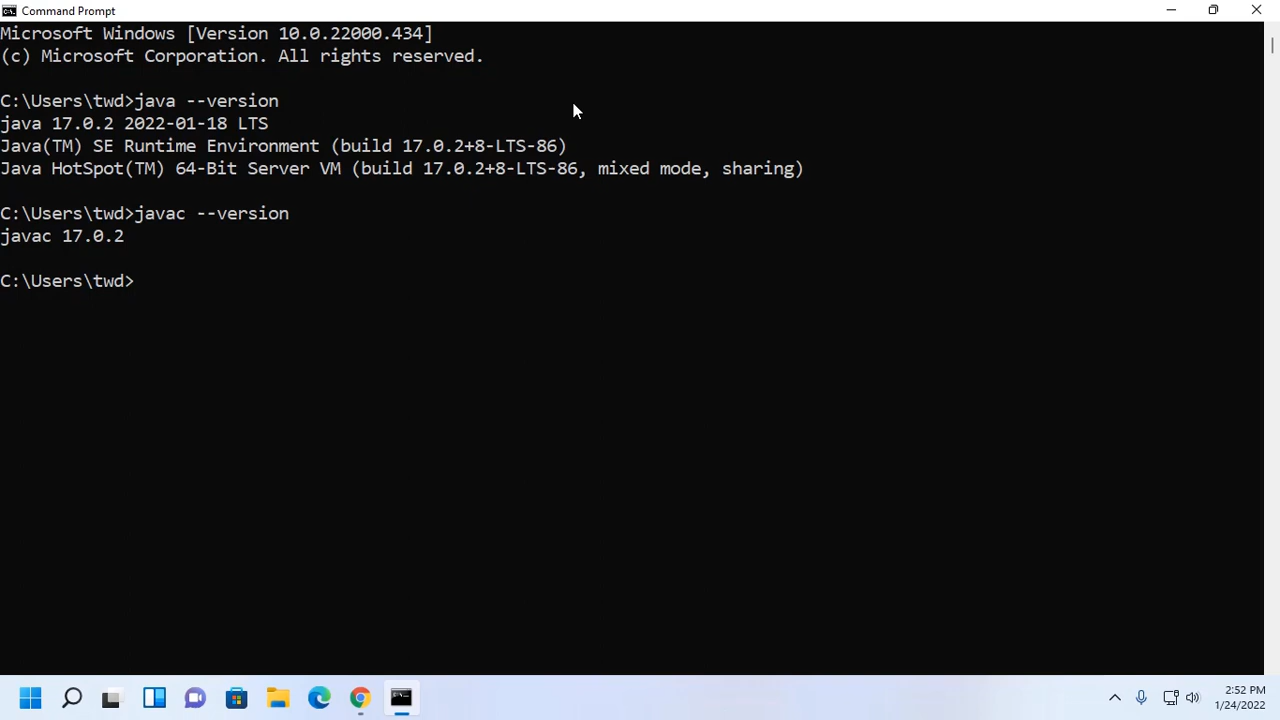 Command Prompt
Microsoft Windows [Version 10.0.22000.434]
(c) Microsoft Corporation. All rights reserved.
C:\Users\twd>java --version
java 17.0.2 2022-01-18 LTS
Java(TM) SE Runtime Environment (build 17.0.2+8-LTS-86)
Java HotSpot(TM) 64-Bit Server VM (build 17.0.2+8-LTS-86, mixed mode, sharing)
C:\Users\twd>javac --version
javac 17.0.2
C:\Users\twd>
2:52 PM
1/24/2022